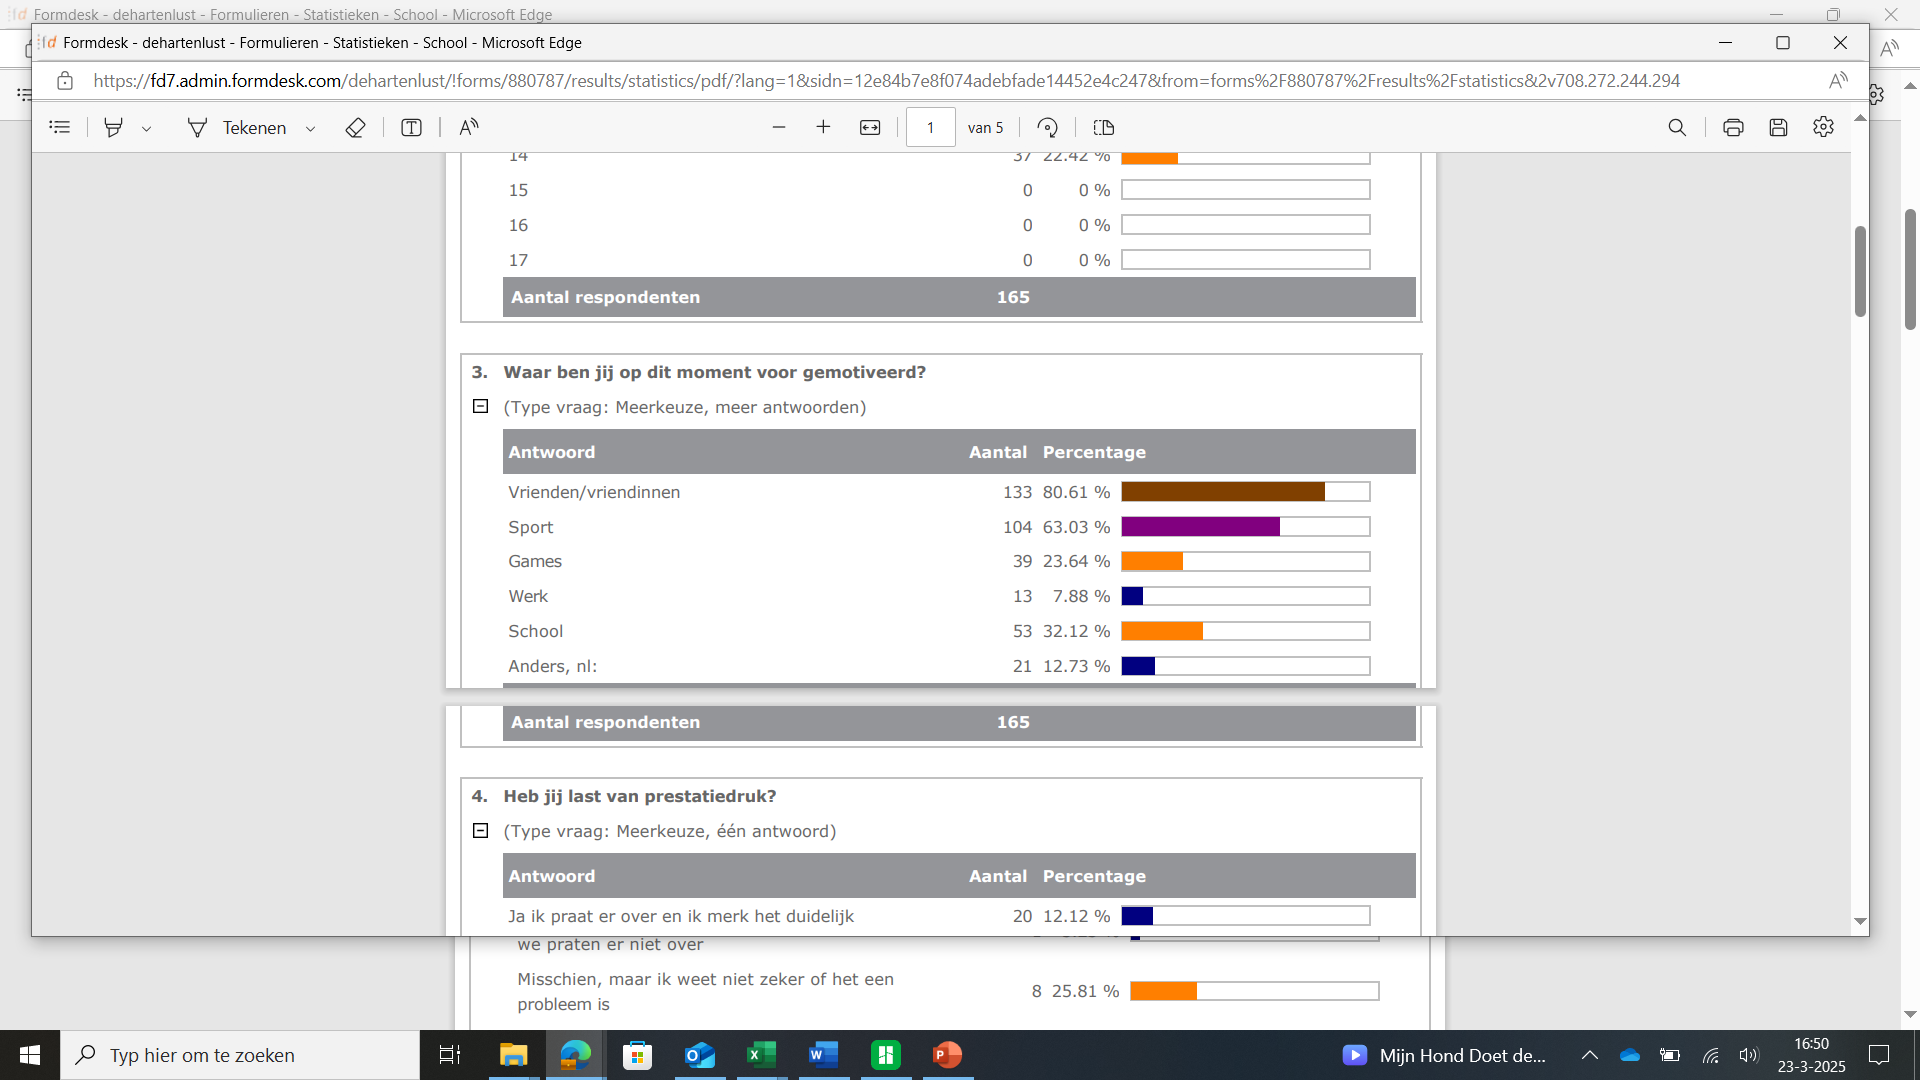 Formdesk - dehartenlust - Formulieren - Statistieken - School - Microsoft Edge
Formdesk - dehartenlust - Formulieren - Statistieken - School - Microsoft Edge
https://fd7.admin.formdesk.com/dehartenlust/!forms/880787/results/statistics/pdf/?lang=1&sidn=12e84b7e8f074adebfade14452e4c247&from=forms%2F880787%2Fresults%2Fstatistics&2v708.272.244.294
Tekenen 1 van 5
14 37 22.42 %
15 0 0 %
16 0 0 %
17 0 0 %
Aantal respondenten 165
3. Waar ben jij op dit moment voor gemotiveerd?
(Type vraag: Meerkeuze, meer antwoorden)
Antwoord Aantal Percentage
Vrienden/vriendinnen 133 80.61 %
Sport 104 63.03 %
Games 39 23.64 %
Werk 13 7.88 %
School 53 32.12 %
Anders, nl: 21 12.73 %
Aantal respondenten 165
4. Heb jij last van prestatiedruk?
(Type vraag: Meerkeuze, één antwoord)
Antwoord Aantal Percentage
Ja ik praat er over en ik merk het duidelijk 20 12.12 %
we praten er niet over
Misschien, maar ik weet niet zeker of het een
probleem is 8 25.81 %
Typ hier om te zoeken
Mijn Hond Doet de...
16:50
23-3-2025